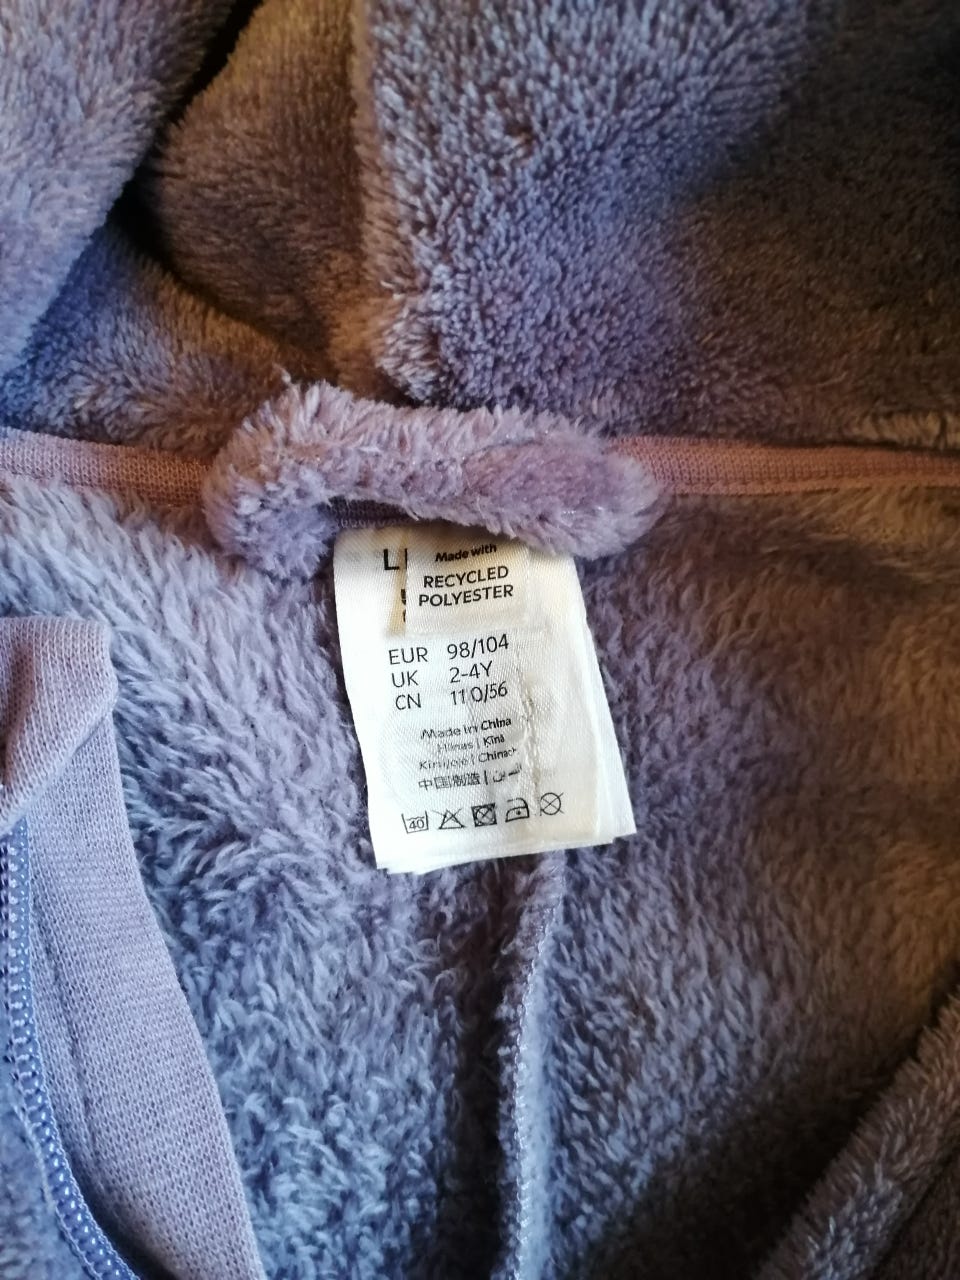 L
Made with
RECYCLED
POLYESTER
EUR 98/104
UK 2-4Y
CN 110/56
Made in China
Kina
中国制造 | الصين
40